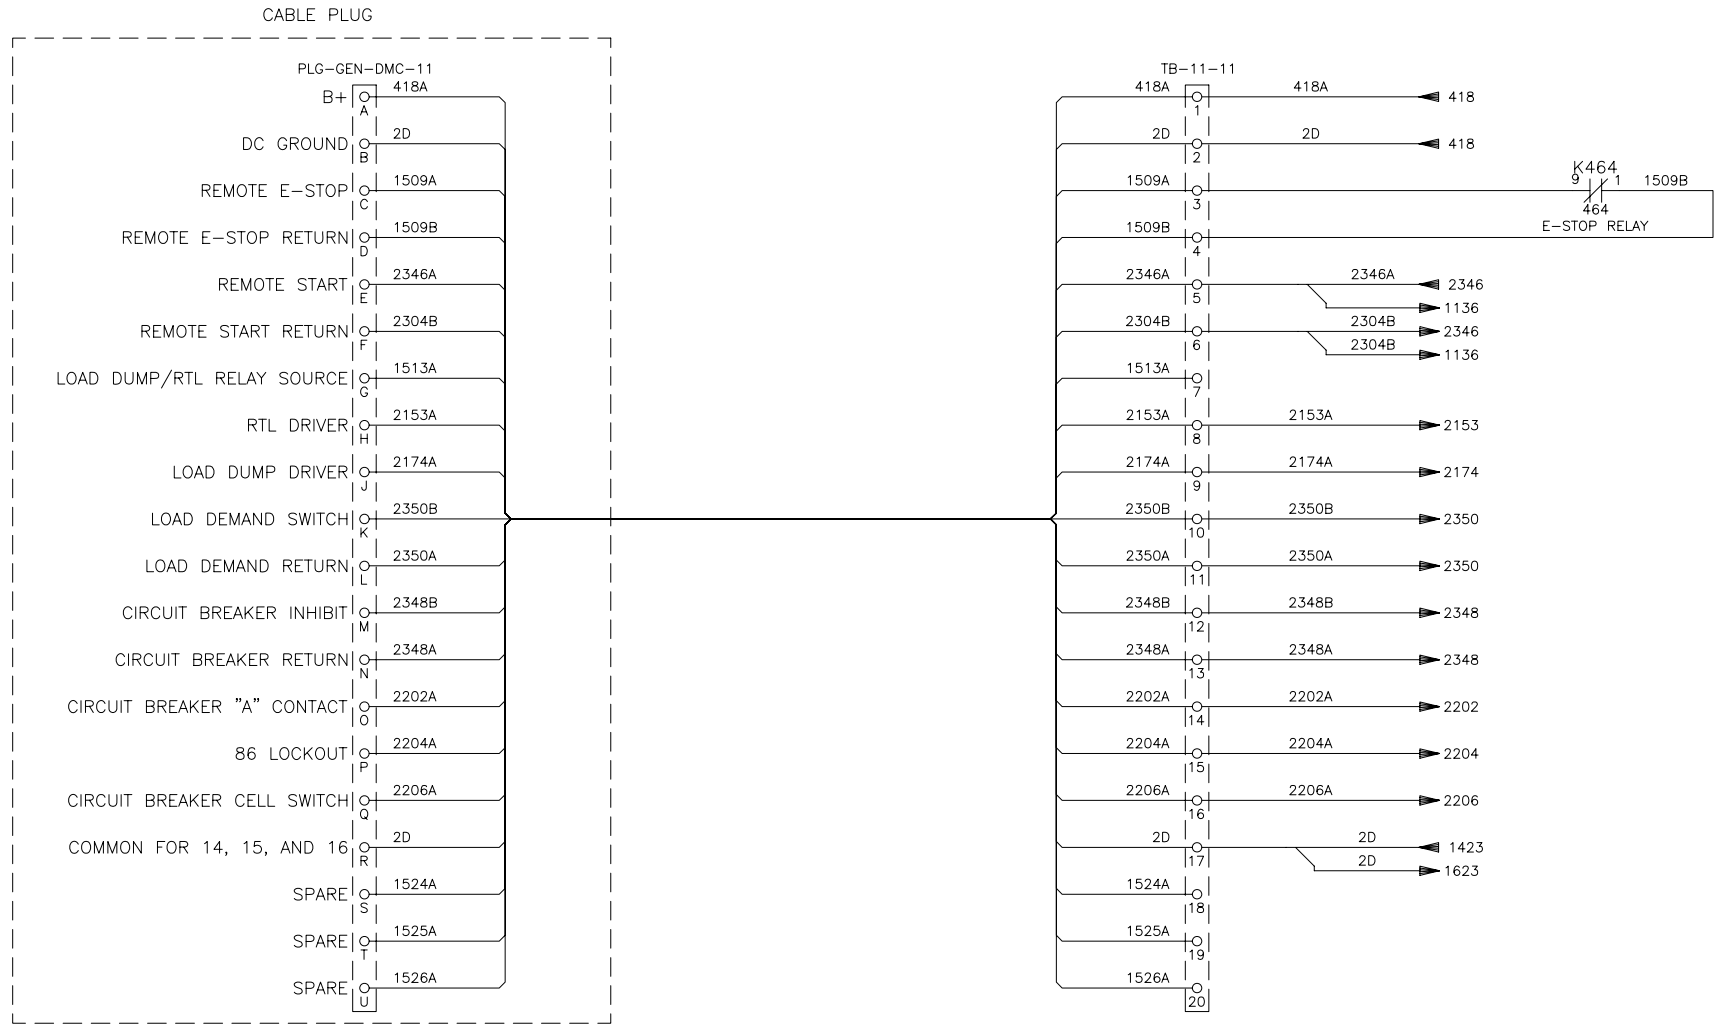 CABLE PLUG
PLG-GEN-DMC-11 TB-11-11
B+ 418A 418A 418A 418
A 1
DC GROUND 2D 2D 2D 418
B 2
K464
REMOTE E-STOP 1509A 1509A 9 1 1509B
C 3 464
E-STOP RELAY
REMOTE E-STOP RETURN 1509B 1509B
D 4
REMOTE START 2346A 2346A 2346A 2346
E 5 1136
REMOTE START RETURN 2304B 2304B 2304B 2346
F 6 2304B 1136
LOAD DUMP/RTL RELAY SOURCE 1513A 1513A
G 7
RTL DRIVER 2153A 2153A 2153A 2153
H 8
LOAD DUMP DRIVER 2174A 2174A 2174A 2174
J 9
LOAD DEMAND SWITCH 2350B 2350B 2350B 2350
K 10
LOAD DEMAND RETURN 2350A 2350A 2350A 2350
L 11
CIRCUIT BREAKER INHIBIT 2348B 2348B 2348B 2348
M 12
CIRCUIT BREAKER RETURN 2348A 2348A 2348A 2348
N 13
CIRCUIT BREAKER "A" CONTACT 2202A 2202A 2202A 2202
O 14
86 LOCKOUT 2204A 2204A 2204A 2204
P 15
CIRCUIT BREAKER CELL SWITCH 2206A 2206A 2206A 2206
Q 16
COMMON FOR 14, 15, AND 16 2D 2D 2D 1423
R 17 2D 1623
SPARE 1524A 1524A
S 18
SPARE 1525A 1525A
T 19
SPARE 1526A 1526A
U 20